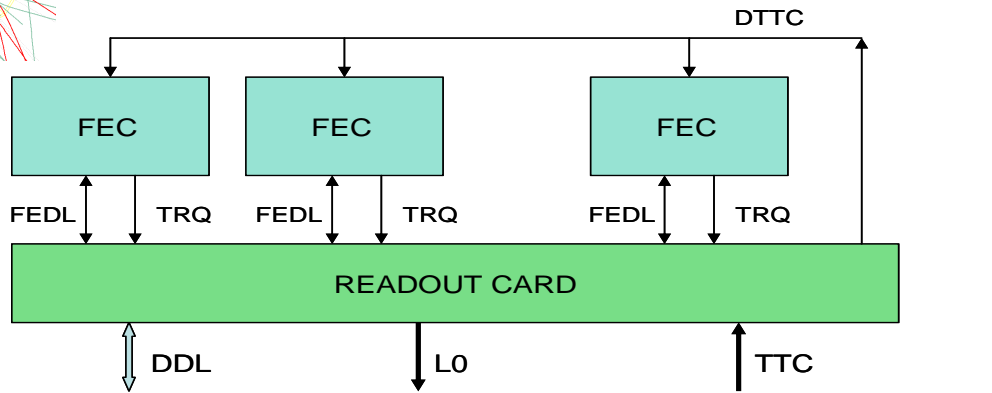 DTTC
FEC FEC FEC
FEDL TRQ FEDL TRQ FEDL TRQ
READOUT CARD
DDL L0 TTC